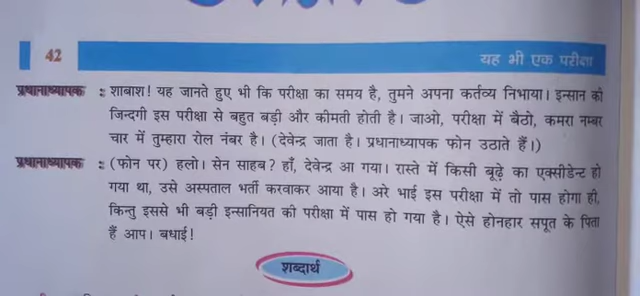 42
यह भी एक परीक्षा
प्रधानाध्यापक : शाबाश! यह जानते हुए भी कि परीक्षा का समय है, तुमने अपना कर्तव्य निभाया। इन्सान की
जिन्दगी इस परीक्षा से बहुत बड़ी और कीमती होती है। जाओ, परीक्षा में बैठो, कमरा नम्बर
चार में तुम्हारा रोल नंबर है। (देवेन्द्र जाता है। प्रधानाध्यापक फोन उठाते हैं।)
प्रधानाध्यापक : (फोन पर) हलो। सेन साहब? हाँ, देवेन्द्र आ गया। रास्ते में किसी बूढ़े का एक्सीडेन्ट हो
गया था, उसे अस्पताल भर्ती करवाकर आया है। अरे भाई इस परीक्षा में तो पास होगा ही,
किन्तु इससे भी बड़ी इन्सानियत की परीक्षा में पास हो गया है। ऐसे होनहार सपूत के पिता
हैं आप। बधाई!
शब्दार्थ